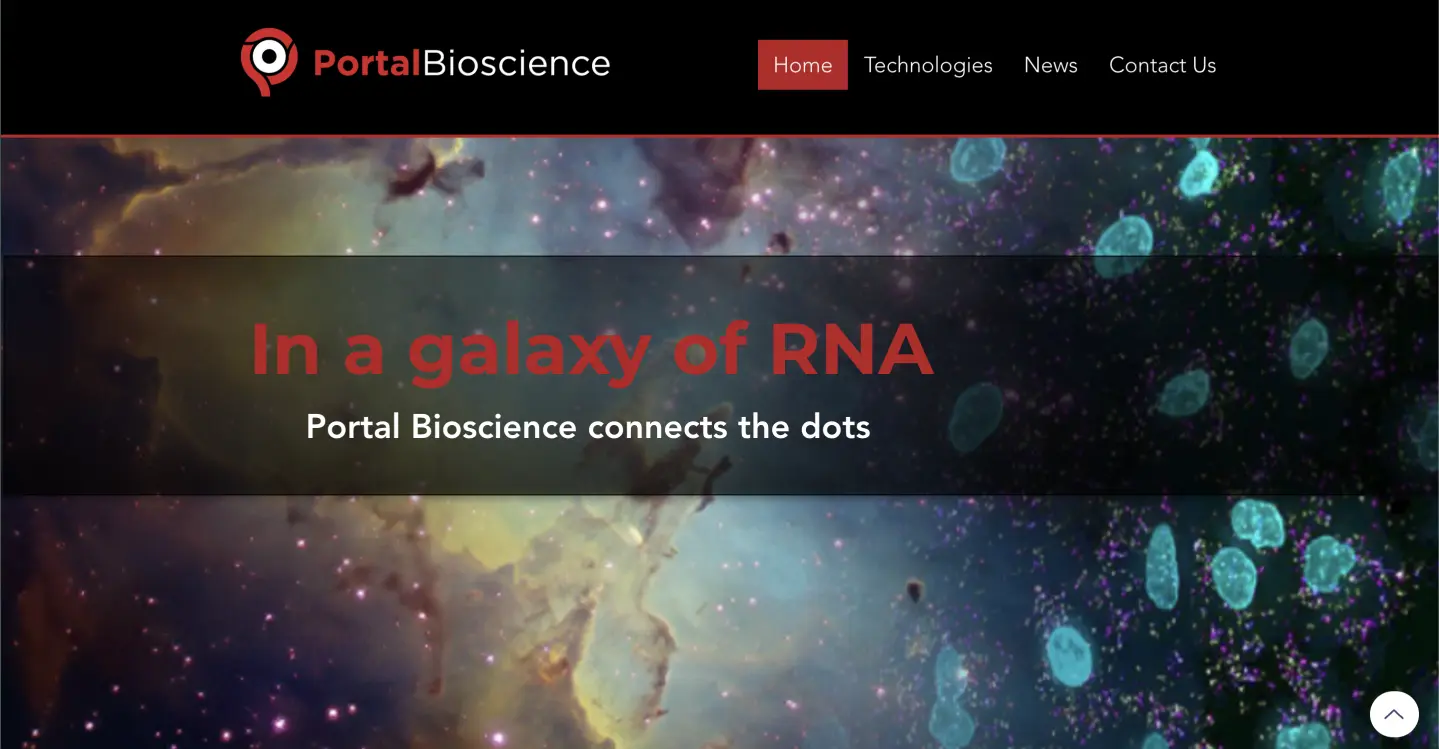 PortalBioscience
Home Technologies News Contact Us
In a galaxy of RNA
Portal Bioscience connects the dots